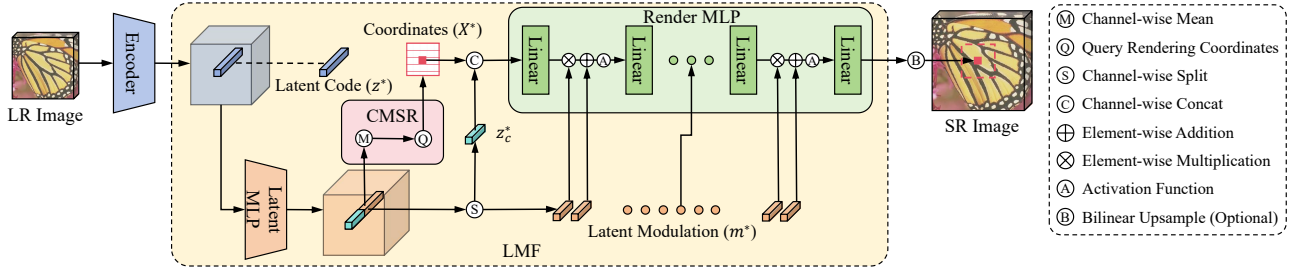 LR Image
Encoder
Latent Code (z*)
Latent
MLP
CMSR
M
Q
Coordinates (X*)
C
z*c
S
Render MLP
Linear
A
Linear
Linear
A
Linear
Latent Modulation (m*)
LMF
B
SR Image
M Channel-wise Mean
Q Query Rendering Coordinates
S Channel-wise Split
C Channel-wise Concat
Element-wise Addition
Element-wise Multiplication
A Activation Function
B Bilinear Upsample (Optional)